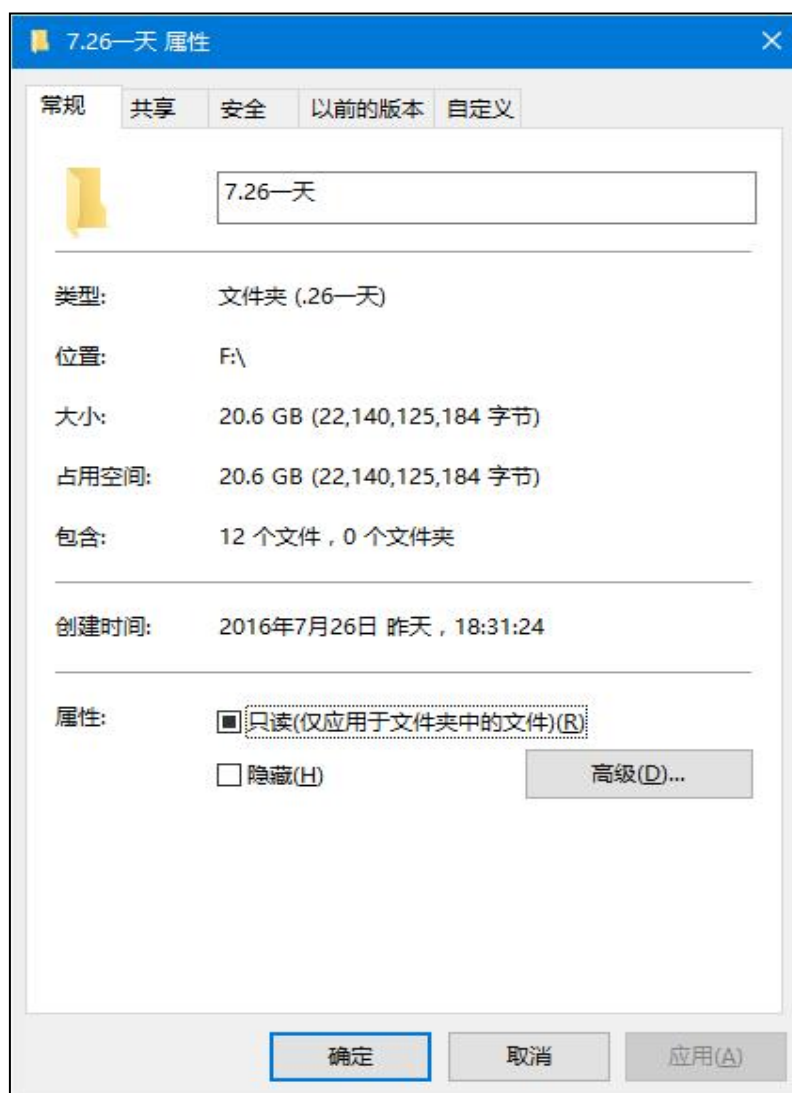 7.26一天 属性
常规 共享 安全 以前的版本 自定义
7.26一天
类型: 文件夹 (.26一天)
位置: F:\
大小: 20.6 GB (22,140,125,184 字节)
占用空间: 20.6 GB (22,140,125,184 字节)
包含: 12 个文件，0 个文件夹
创建时间: 2016年7月26日 昨天，18:31:24
属性: 只读(仅应用于文件夹中的文件)(R)
隐藏(H) 高级(D)...
确定 取消 应用(A)